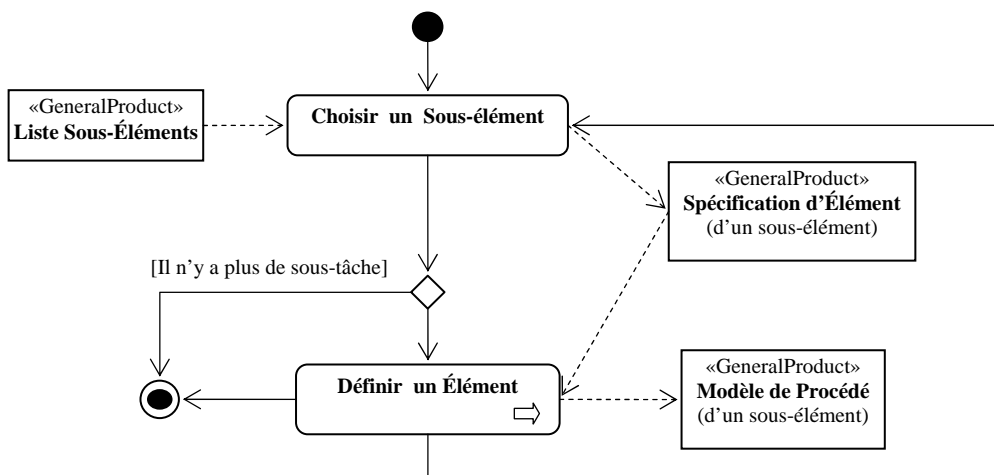 «GeneralProduct»
Liste Sous-Éléments
Choisir un Sous-élément
«GeneralProduct»
Spécification d'Élément
(d'un sous-élément)
[Il n'y a plus de sous-tâche]
Définir un Élément
«GeneralProduct»
Modèle de Procédé
(d'un sous-élément)